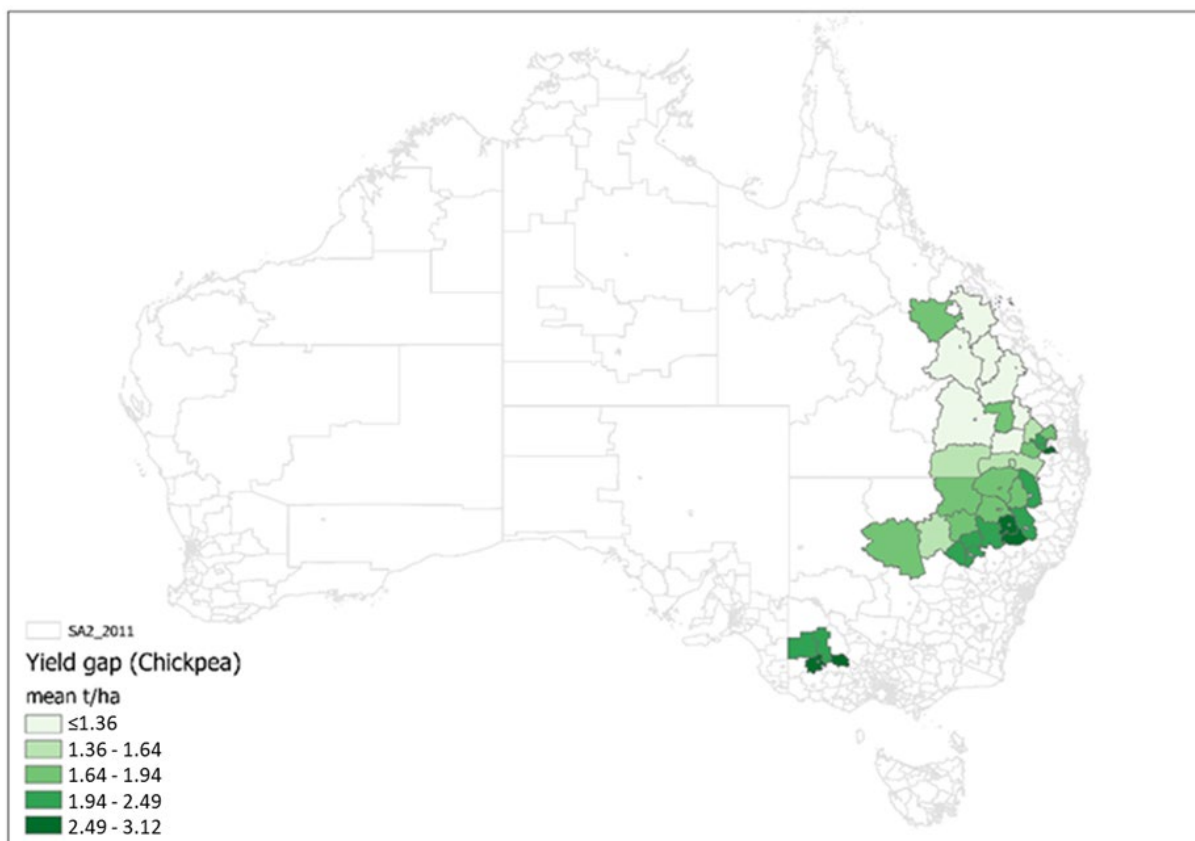 SA2_2011
Yield gap (Chickpea)
mean t/ha
≤1.36
1.36 - 1.64
1.64 - 1.94
1.94 - 2.49
2.49 - 3.12